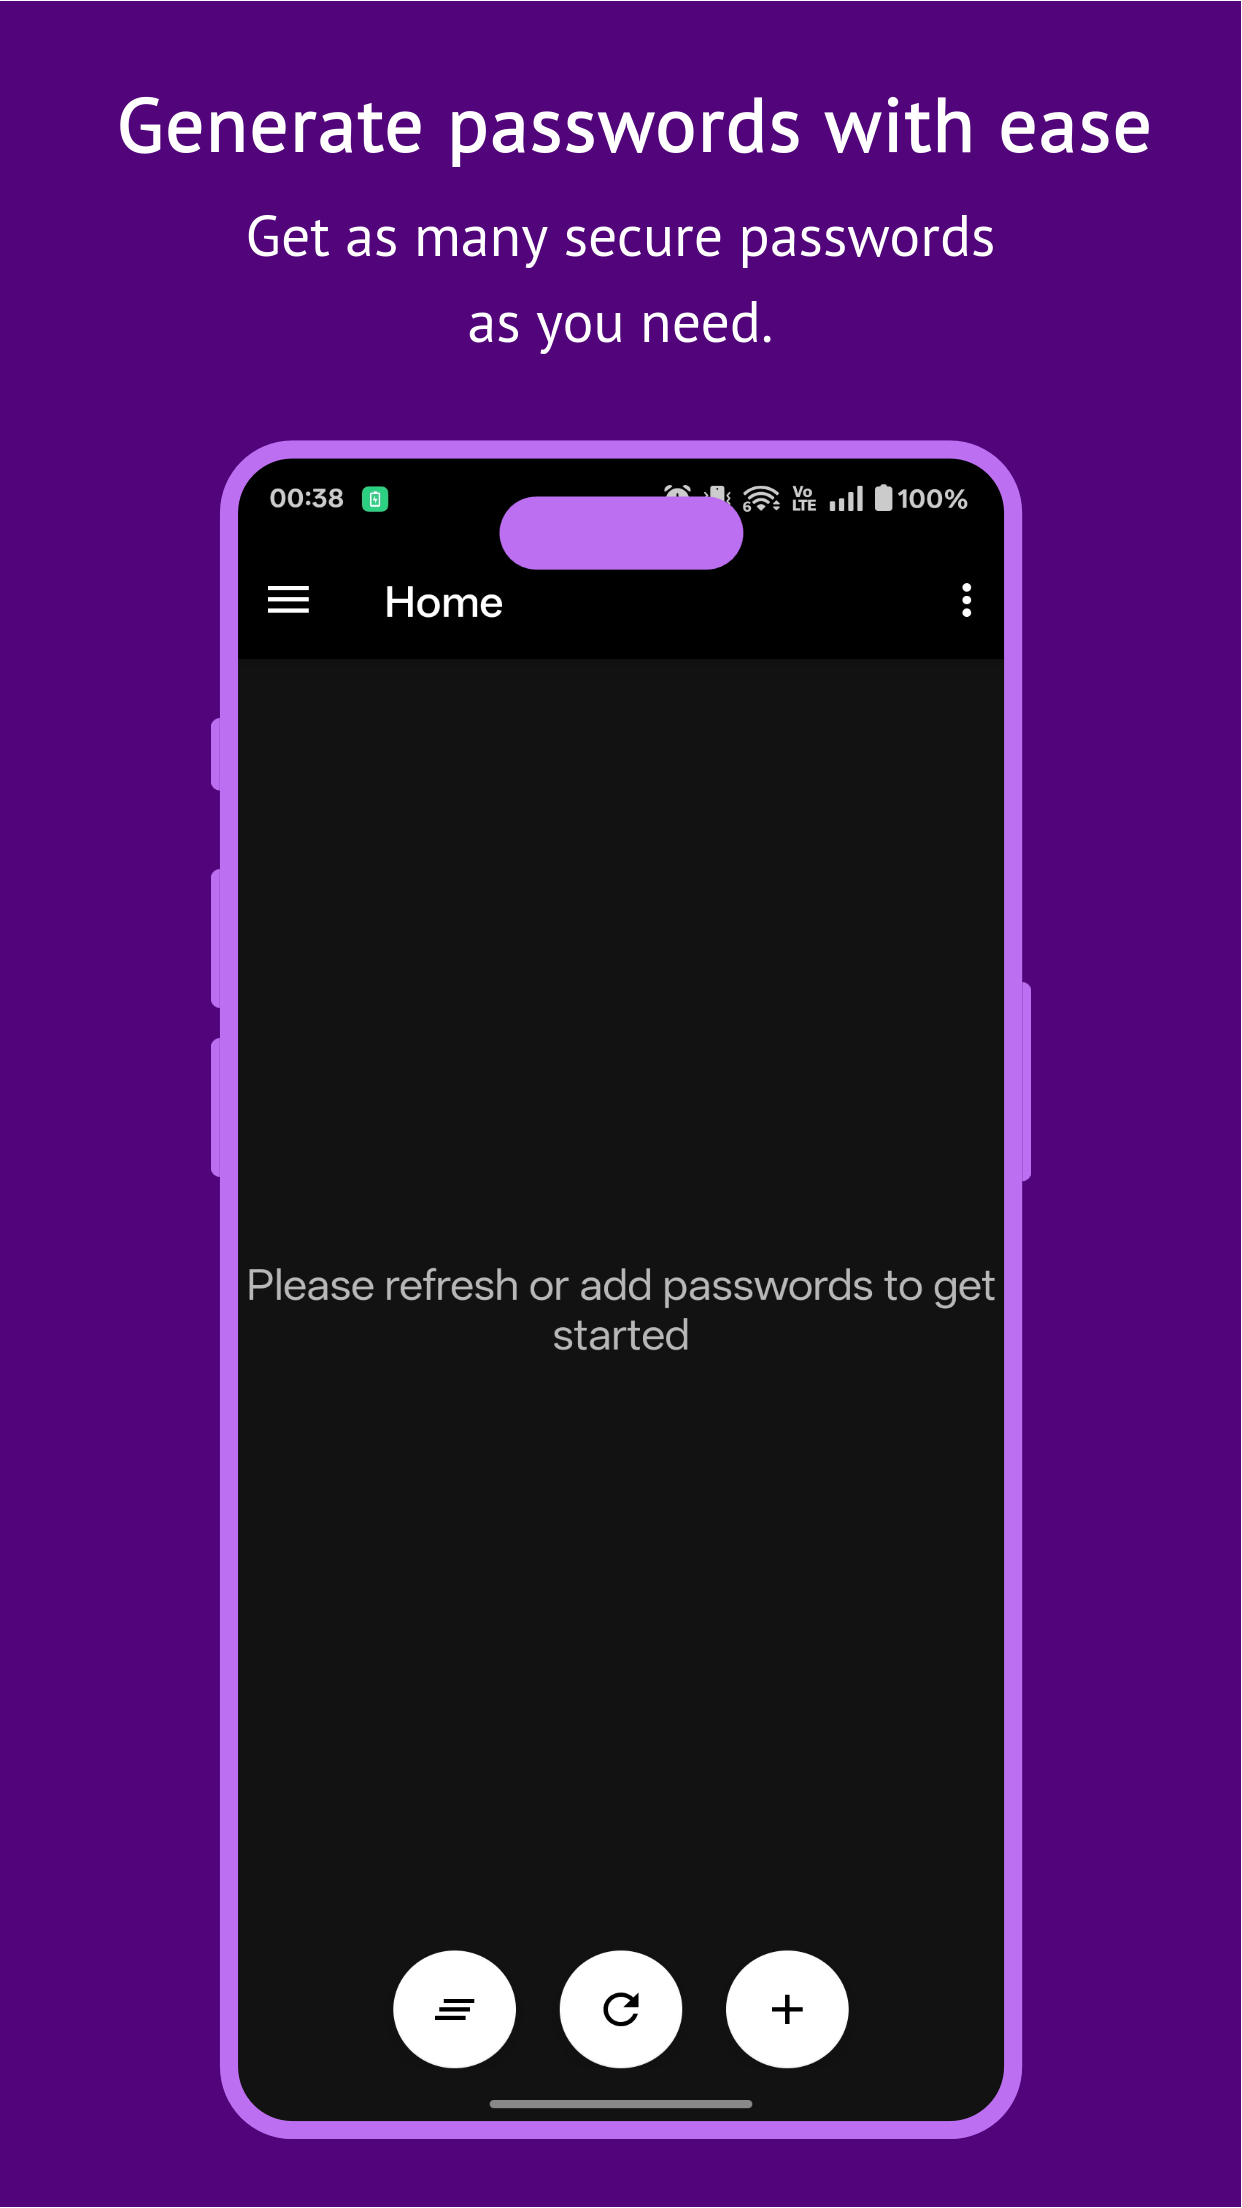 Generate passwords with ease
Get as many secure passwords
as you need.
00:38 6 Vo LTE 100%
Home
Please refresh or add passwords to get
started